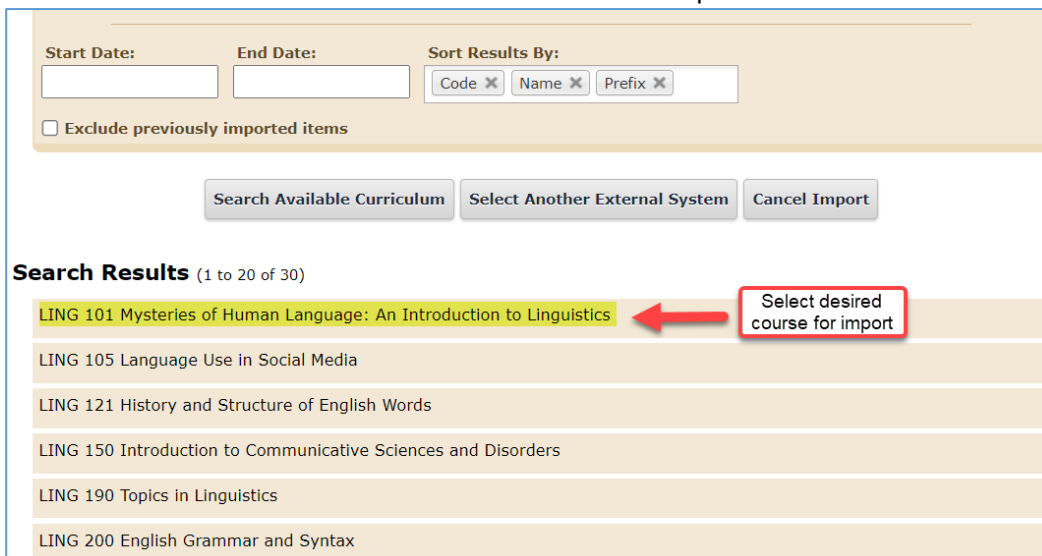 Start Date: End Date: Sort Results By:
Code Name Prefix
Exclude previously imported items
Search Available Curriculum Select Another External System Cancel Import
Search Results (1 to 20 of 30)
LING 101 Mysteries of Human Language: An Introduction to Linguistics
Select desired
course for import
LING 105 Language Use in Social Media
LING 121 History and Structure of English Words
LING 150 Introduction to Communicative Sciences and Disorders
LING 190 Topics in Linguistics
LING 200 English Grammar and Syntax